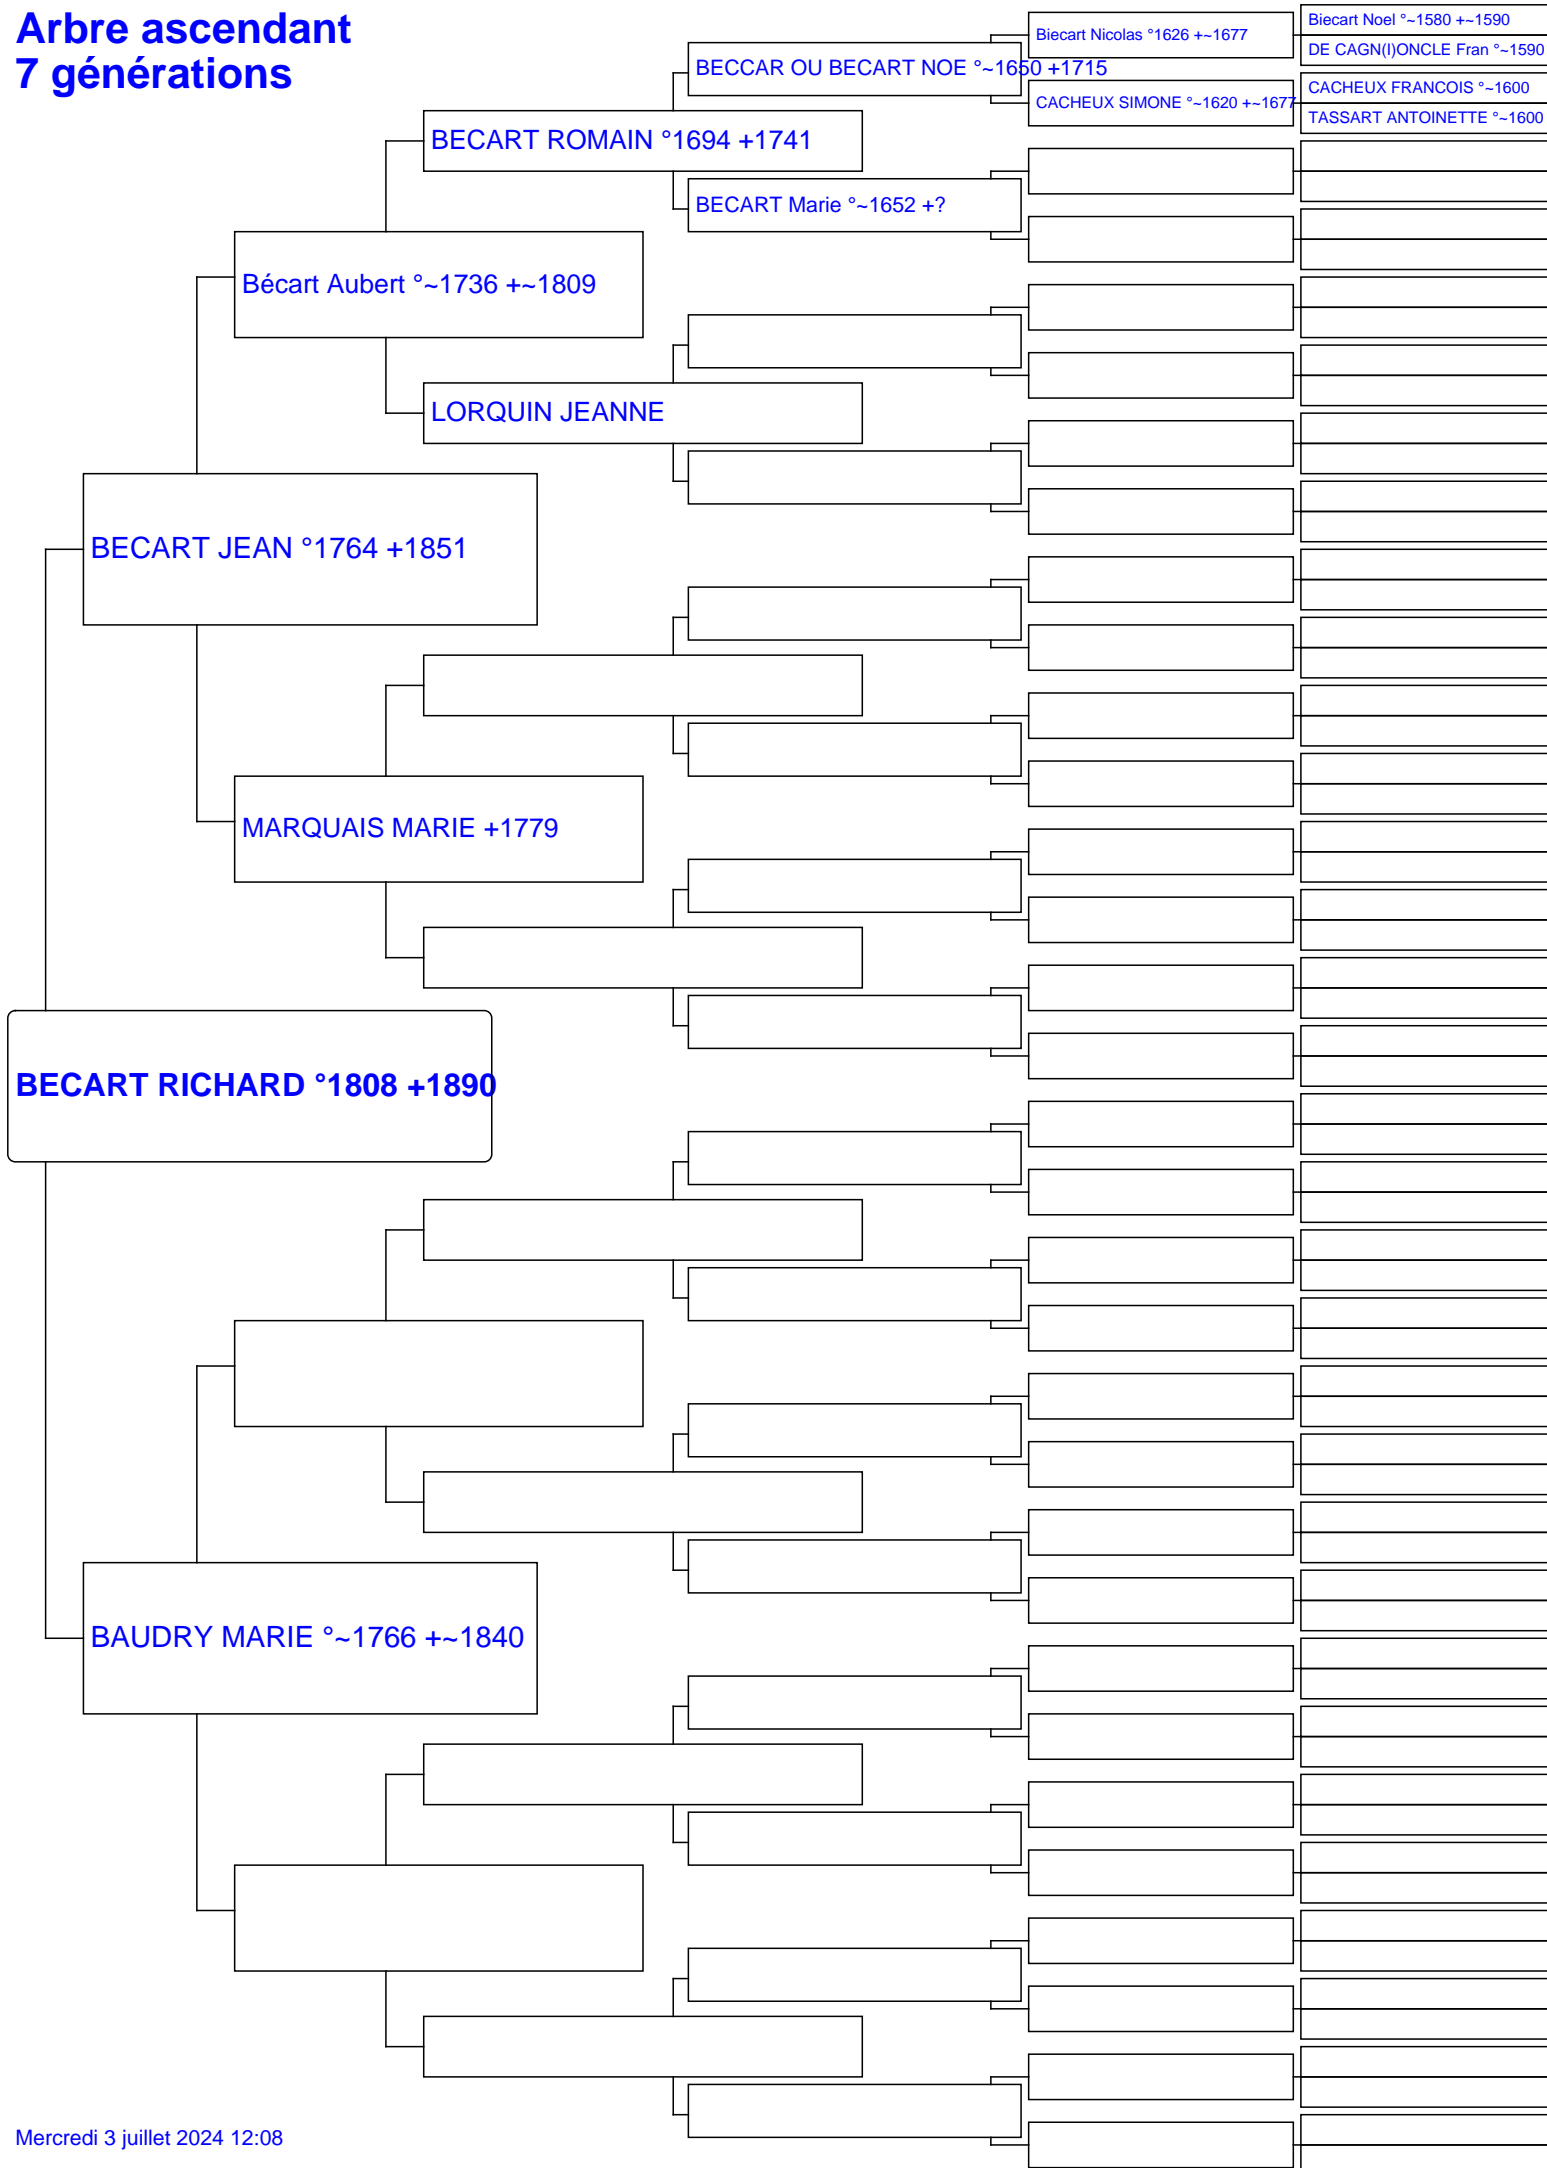 Arbre ascendant
7 générations
Biecart Nicolas °1626 +~1677
Biecart Noel °~1580 +~1590
DE CAGN(I)ONCLE Fran °~1590
BECCAR OU BECART NOE °~1650 +1715
CACHEUX SIMONE °~1620 +~1677
CACHEUX FRANCOIS °~1600
TASSART ANTOINETTE °~1600
BECART ROMAIN °1694 +1741
BECART Marie °~1652 +?
Bécart Aubert °~1736 +~1809
LORQUIN JEANNE
BECART JEAN °1764 +1851
MARQUAIS MARIE +1779
BECART RICHARD °1808 +1890
BAUDRY MARIE °~1766 +~1840
Mercredi 3 juillet 2024 12:08